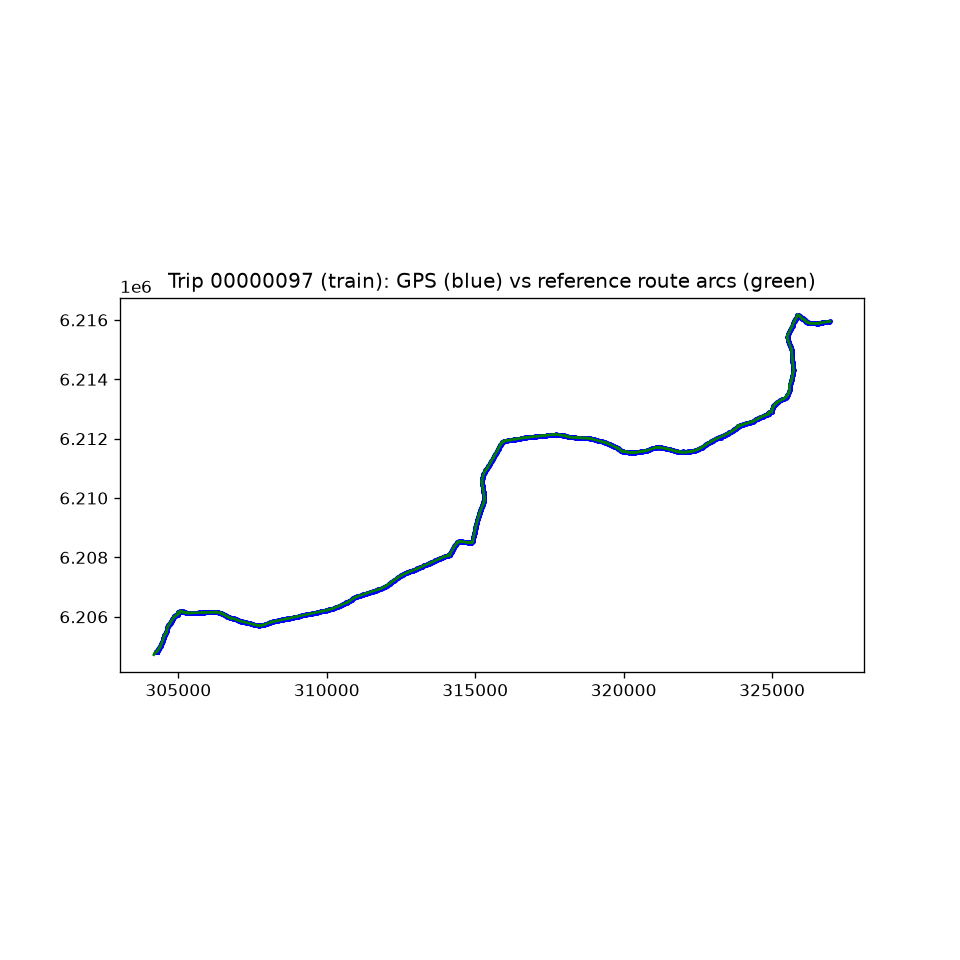 Trip 00000097 (train): GPS (blue) vs reference route arcs (green)
1e6
6.216
6.214
6.212
6.210
6.208
6.206
305000 310000 315000 320000 325000